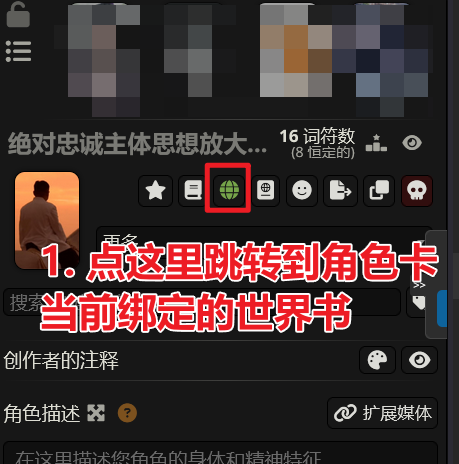 绝对忠诚主体思想放大...
16 词符数
(8 恒定的)
更多
1. 点这里跳转到角色卡
当前绑定的世界书
搜索
>>
创作者的注释
角色描述
?
扩展媒体
在这里描述您角色的身体和精神特征